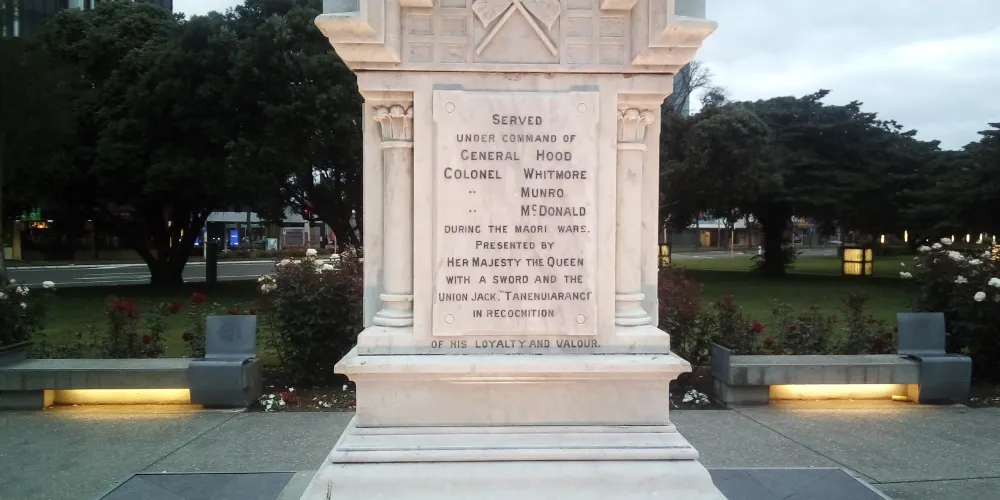 SERVED
UNDER COMMAND OF
GENERAL HOOD
COLONEL WHITMORE
" MUNRO
" McDONALD
DURING THE MAORI WARS.
PRESENTED BY
HER MAJESTY THE QUEEN
WITH A SWORD AND THE
UNION JACK, TANENUIARANGI
IN RECOGNITION
OF HIS LOYALTY AND VALOUR.